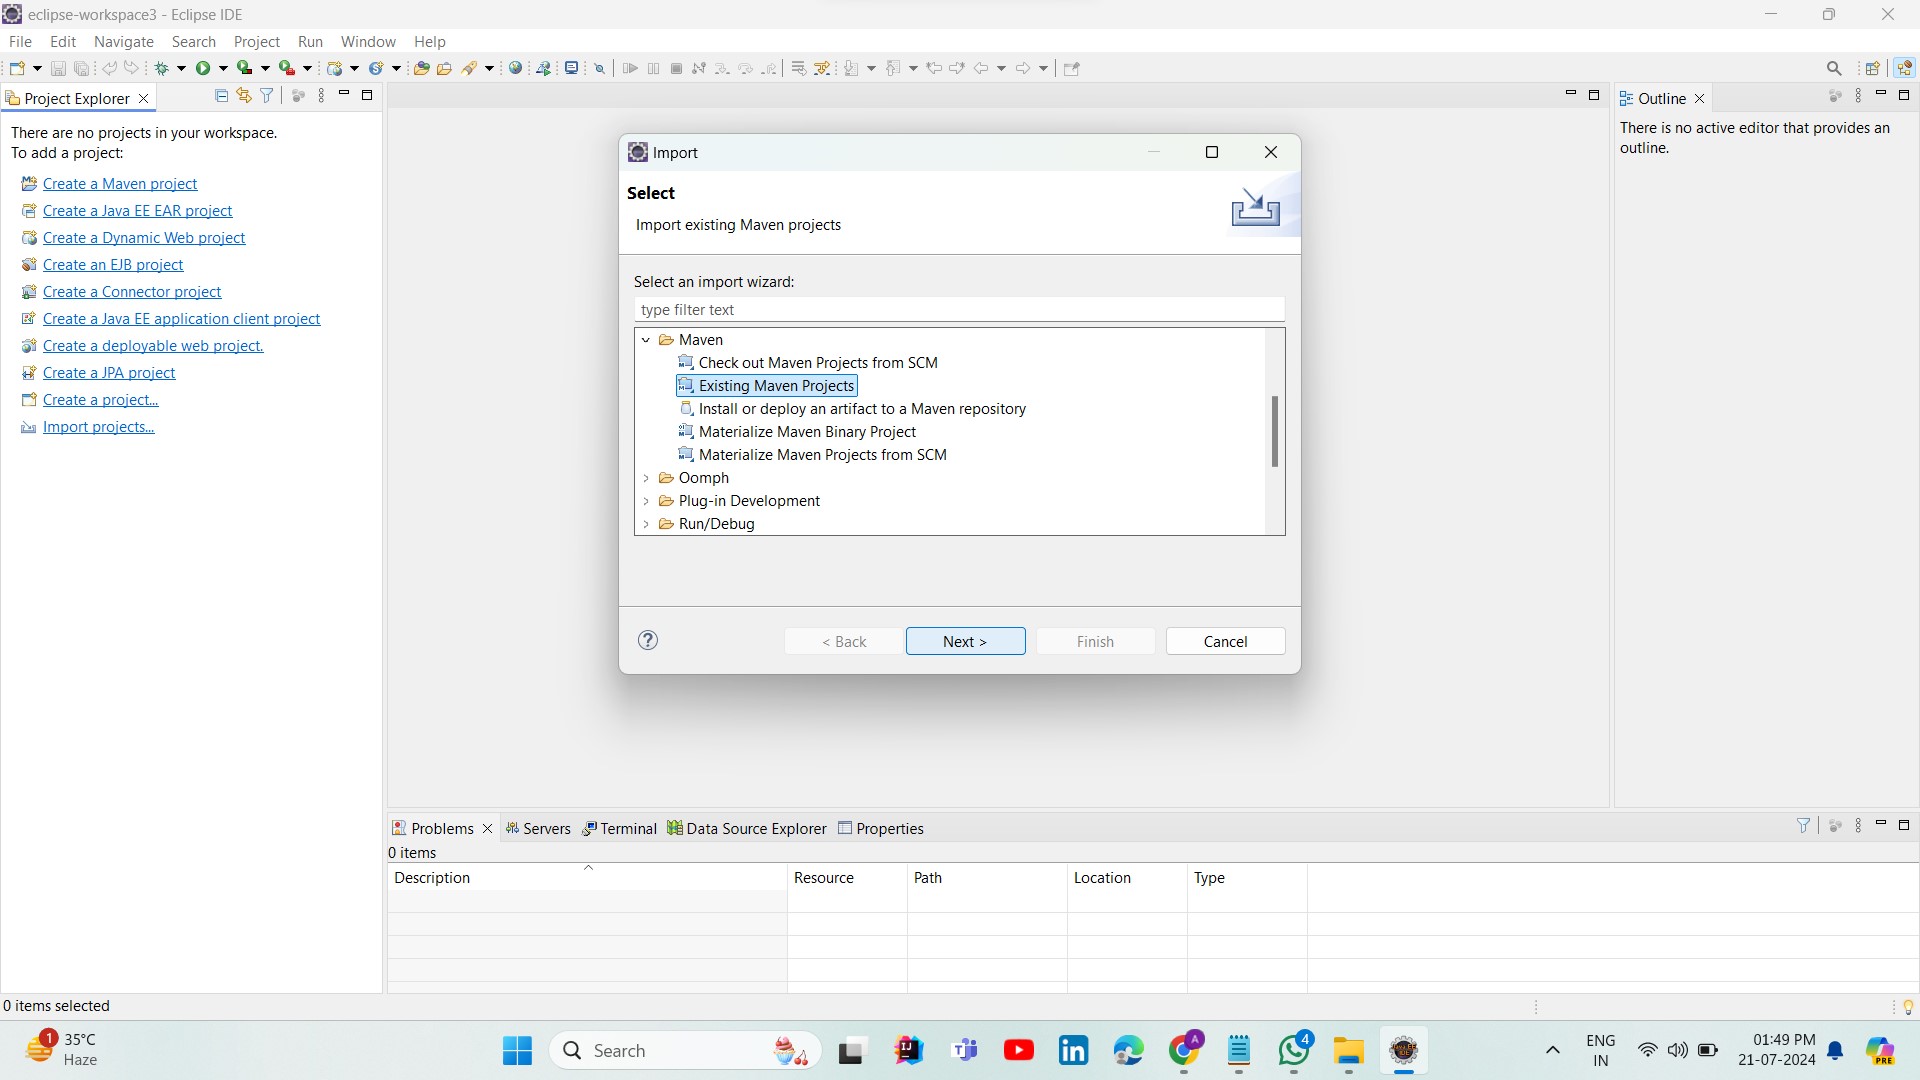 eclipse-workspace3 - Eclipse IDE
File Edit Navigate Search Project Run Window Help
Project Explorer
There are no projects in your workspace.
To add a project:
Create a Maven project
Create a Java EE EAR project
Create a Dynamic Web project
Create an EJB project
Create a Connector project
Create a Java EE application client project
Create a deployable web project.
Create a JPA project
Create a project...
Import projects...
Import
Select
Import existing Maven projects
Select an import wizard:
type filter text
Maven
Check out Maven Projects from SCM
Existing Maven Projects
Install or deploy an artifact to a Maven repository
Materialize Maven Binary Project
Materialize Maven Projects from SCM
Oomph
Plug-in Development
Run/Debug
< Back Next > Finish Cancel
Outline
There is no active editor that provides an
outline.
Problems Servers Terminal Data Source Explorer Properties
0 items
Description Resource Path Location Type
0 items selected
1 35°C
Haze
Search
4
ENG
IN
01:49 PM
21-07-2024
PRE